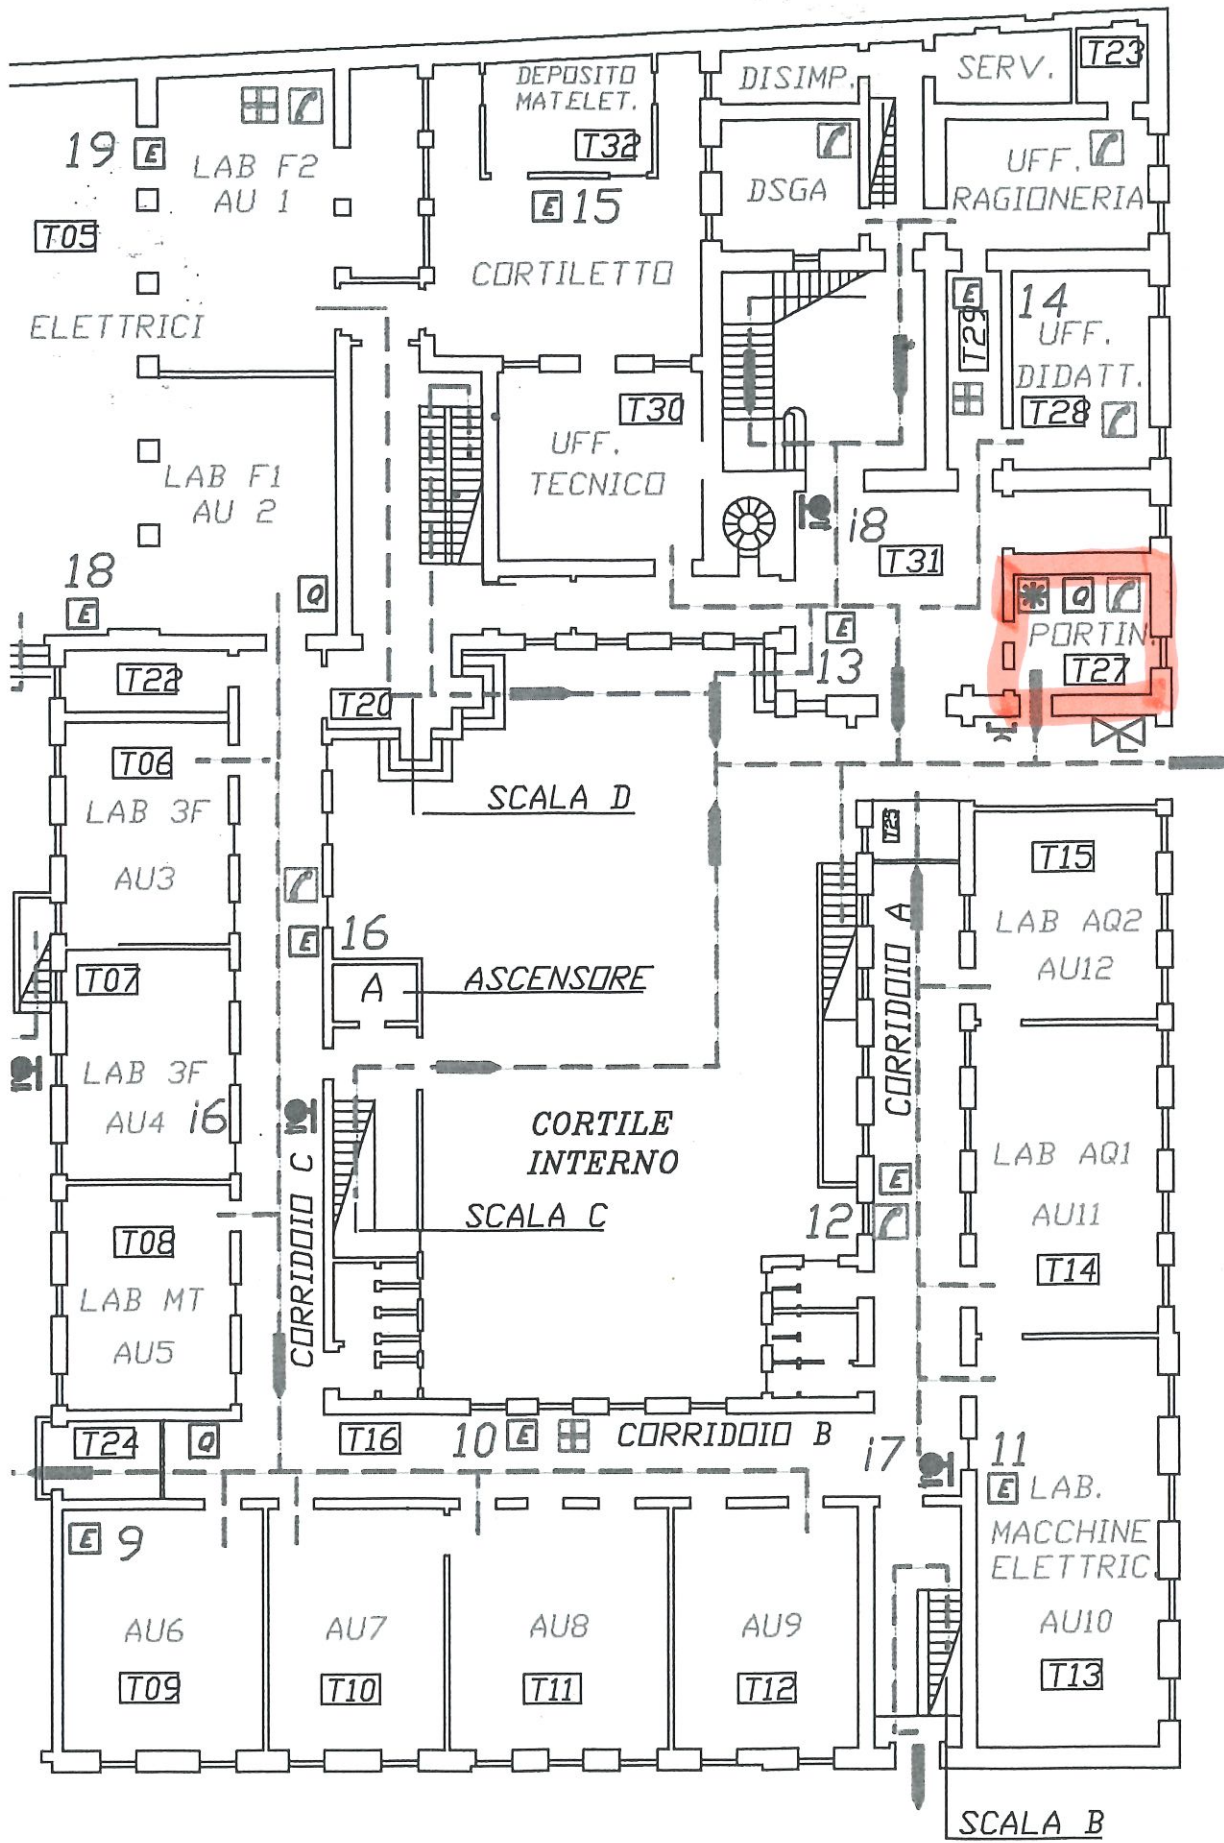 DEPOSITO
MATELET.
T32
DISIMP.
SERV.
T23
19
E
LAB F2
AU 1
T05
ELETTRICI
E 15
CORTILETTO
DSGA
UFF.
RAGIONERIA
E
T29
14
UFF.
DIDATT.
T28
T30
UFF.
TECNICO
LAB F1
AU 2
18
E
Q
i8
T31
E
13
Q
PORTIN.
T27
T22
T20
T06
LAB 3F
AU3
SCALA D
T25
T15
LAB AQ2
AU12
CORRIDOIO A
E
16
A
ASCENSORE
T07
LAB 3F
AU4
i6
CORRIDOIO C
CORTILE
INTERNO
SCALA C
LAB AQ1
AU11
T14
E
12
T08
LAB MT
AU5
T24
Q
T16
10 E
CORRIDOIO B
i7
11
E
LAB.
MACCHINE
ELETTRIC.
AU10
T13
E 9
AU6
T09
AU7
T10
AU8
T11
AU9
T12
SCALA B